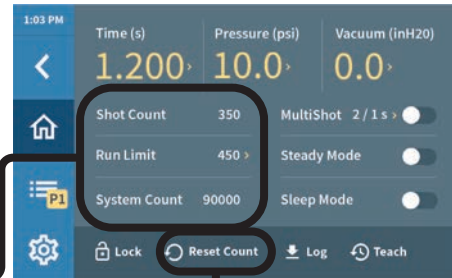 1:03 PM
Time (s) Pressure (psi) Vacuum (inH20)
1.200› 10.0› 0.0›
Shot Count 350 MultiShot 2 / 1 s ›
Run Limit 450 › Steady Mode
System Count 90000 Sleep Mode
P1
Lock Reset Count Log Teach